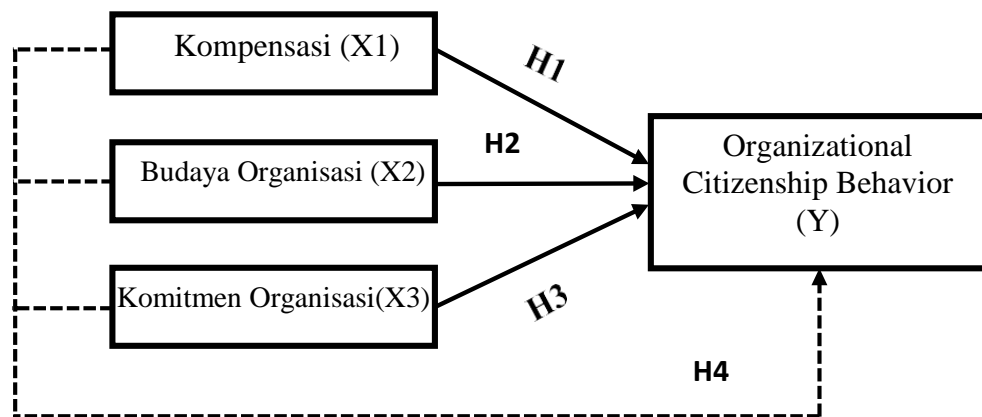 Kompensasi (X1)
H1
H2
Budaya Organisasi (X2)
Organizational
Citizenship Behavior
(Y)
Komitmen Organisasi(X3)
H3
H4